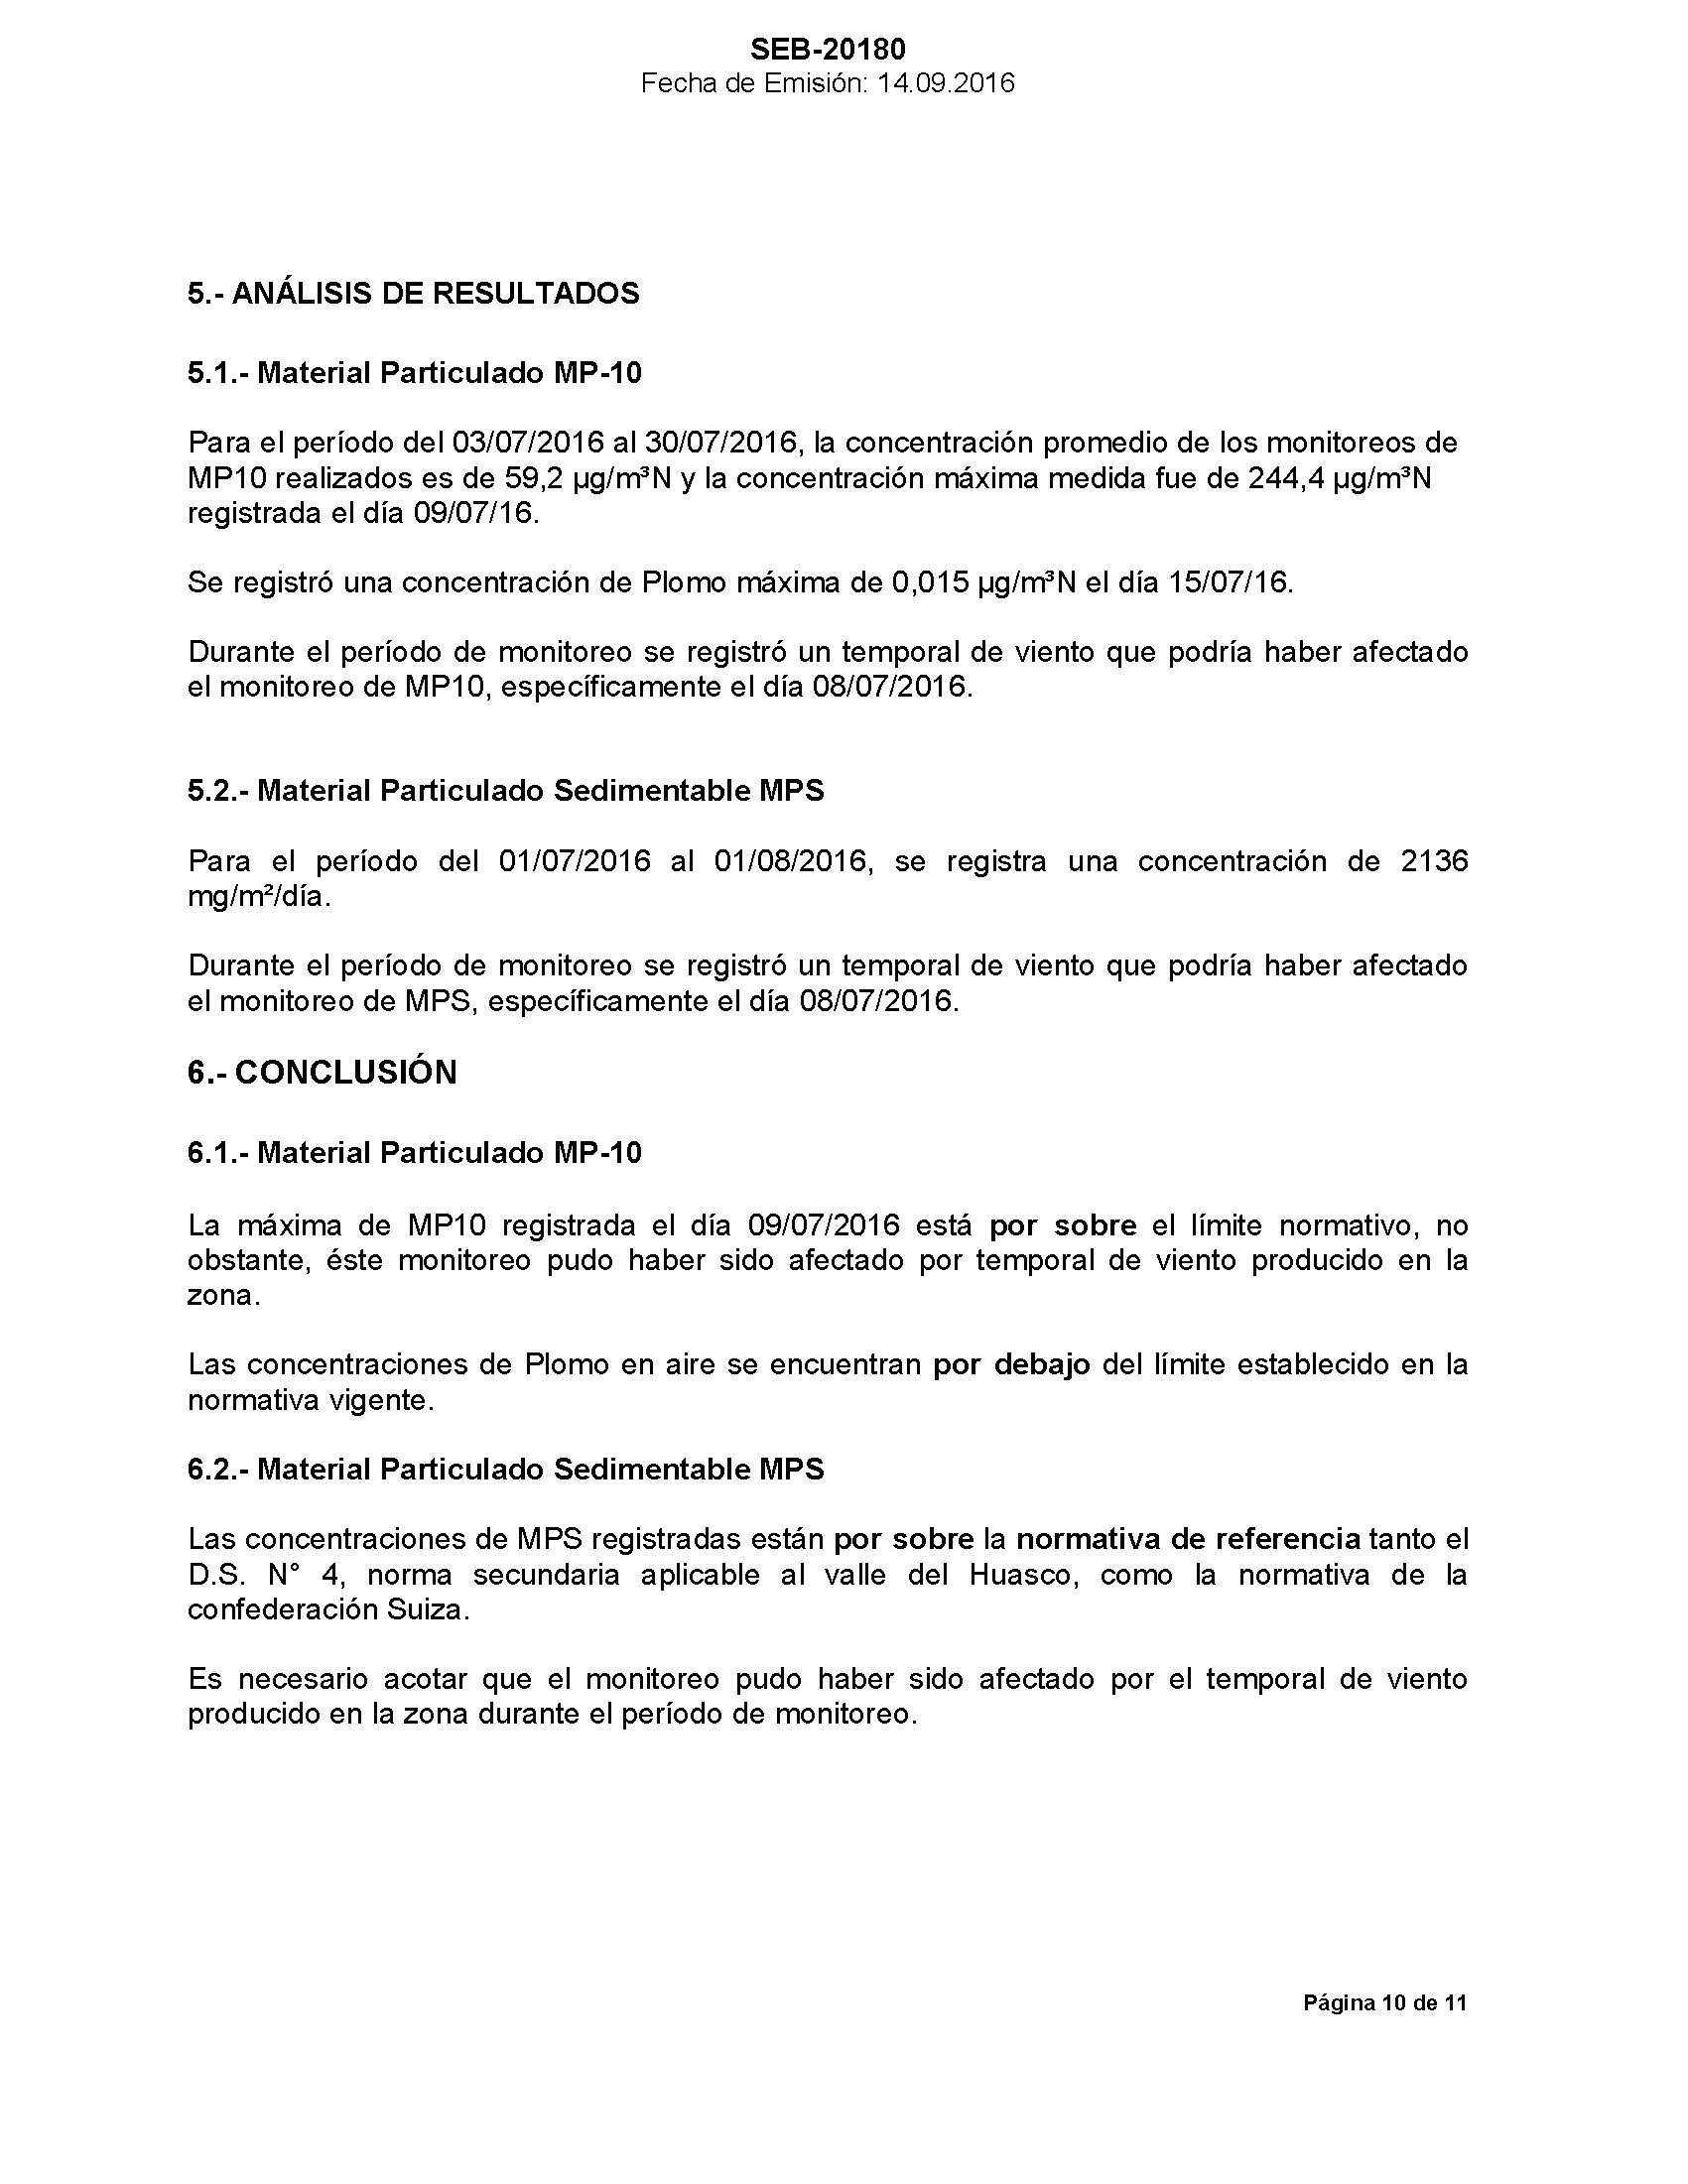 SEB-20180
Fecha de Emisión: 14.09.2016
5.- ANÁLISIS DE RESULTADOS
5.1.- Material Particulado MP-10
Para el período del 03/07/2016 al 30/07/2016, la concentración promedio de los monitoreos de
MP10 realizados es de 59,2 µg/m³N y la concentración máxima medida fue de 244,4 µg/m³N
registrada el día 09/07/16.
Se registró una concentración de Plomo máxima de 0,015 µg/m³N el día 15/07/16.
Durante el período de monitoreo se registró un temporal de viento que podría haber afectado
el monitoreo de MP10, específicamente el día 08/07/2016.
5.2.- Material Particulado Sedimentable MPS
Para el período del 01/07/2016 al 01/08/2016, se registra una concentración de 2136
mg/m²/día.
Durante el período de monitoreo se registró un temporal de viento que podría haber afectado
el monitoreo de MPS, específicamente el día 08/07/2016.
6.- CONCLUSIÓN
6.1.- Material Particulado MP-10
La máxima de MP10 registrada el día 09/07/2016 está por sobre el límite normativo, no
obstante, éste monitoreo pudo haber sido afectado por temporal de viento producido en la
zona.
Las concentraciones de Plomo en aire se encuentran por debajo del límite establecido en la
normativa vigente.
6.2.- Material Particulado Sedimentable MPS
Las concentraciones de MPS registradas están por sobre la normativa de referencia tanto el
D.S. N° 4, norma secundaria aplicable al valle del Huasco, como la normativa de la
confederación Suiza.
Es necesario acotar que el monitoreo pudo haber sido afectado por el temporal de viento
producido en la zona durante el período de monitoreo.
Página 10 de 11